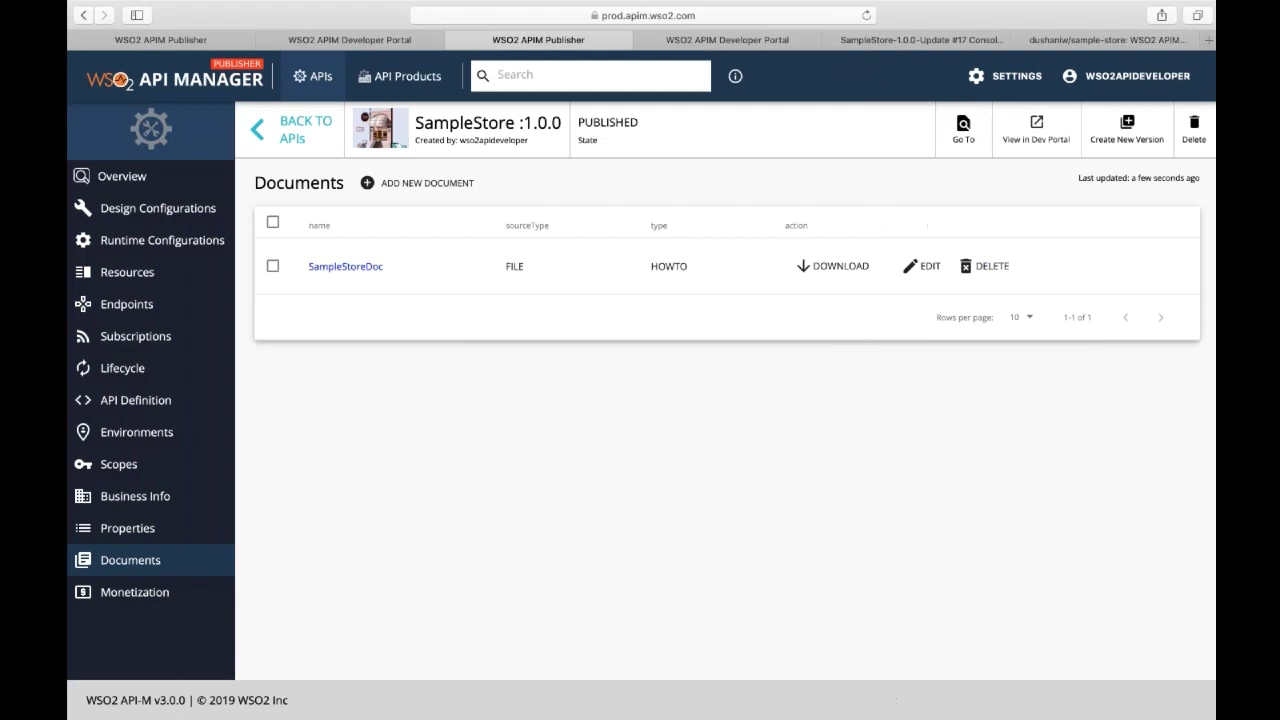 prod.apim.wso2.com
WSO2 APIM Publisher
WSO2 APIM Developer Portal
WSO2 APIM Publisher
WSO2 APIM Developer Portal
SampleStore-1.0.0-Update #17 Consol...
dushaniw/sample-store: WSO2 APIM...
PUBLISHER
WSO2 API MANAGER
APIs
API Products
Search
SETTINGS
WSO2APIDEVELOPER
BACK TO
APIs
SampleStore :1.0.0
Created by: wso2apideveloper
PUBLISHED
State
Go To
View in Dev Portal
Create New Version
Delete
Overview
Design Configurations
Runtime Configurations
Resources
Endpoints
Subscriptions
Lifecycle
API Definition
Environments
Scopes
Business Info
Properties
Documents
Monetization
Documents
ADD NEW DOCUMENT
Last updated: a few seconds ago
name sourceType type action
SampleStoreDoc FILE HOWTO DOWNLOAD EDIT DELETE
Rows per page: 10 1-1 of 1
WSO2 API-M v3.0.0 | © 2019 WSO2 Inc